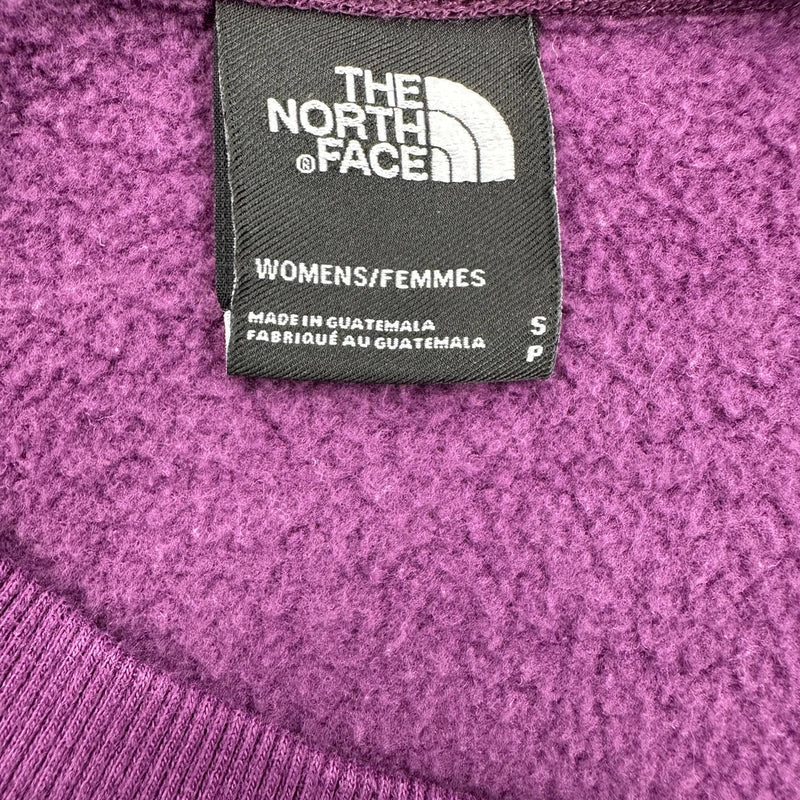 THE
NORTH
®FACE
WOMENS/FEMMES
MADE IN GUATEMALA S
FABRIQUÉ AU GUATEMALA P